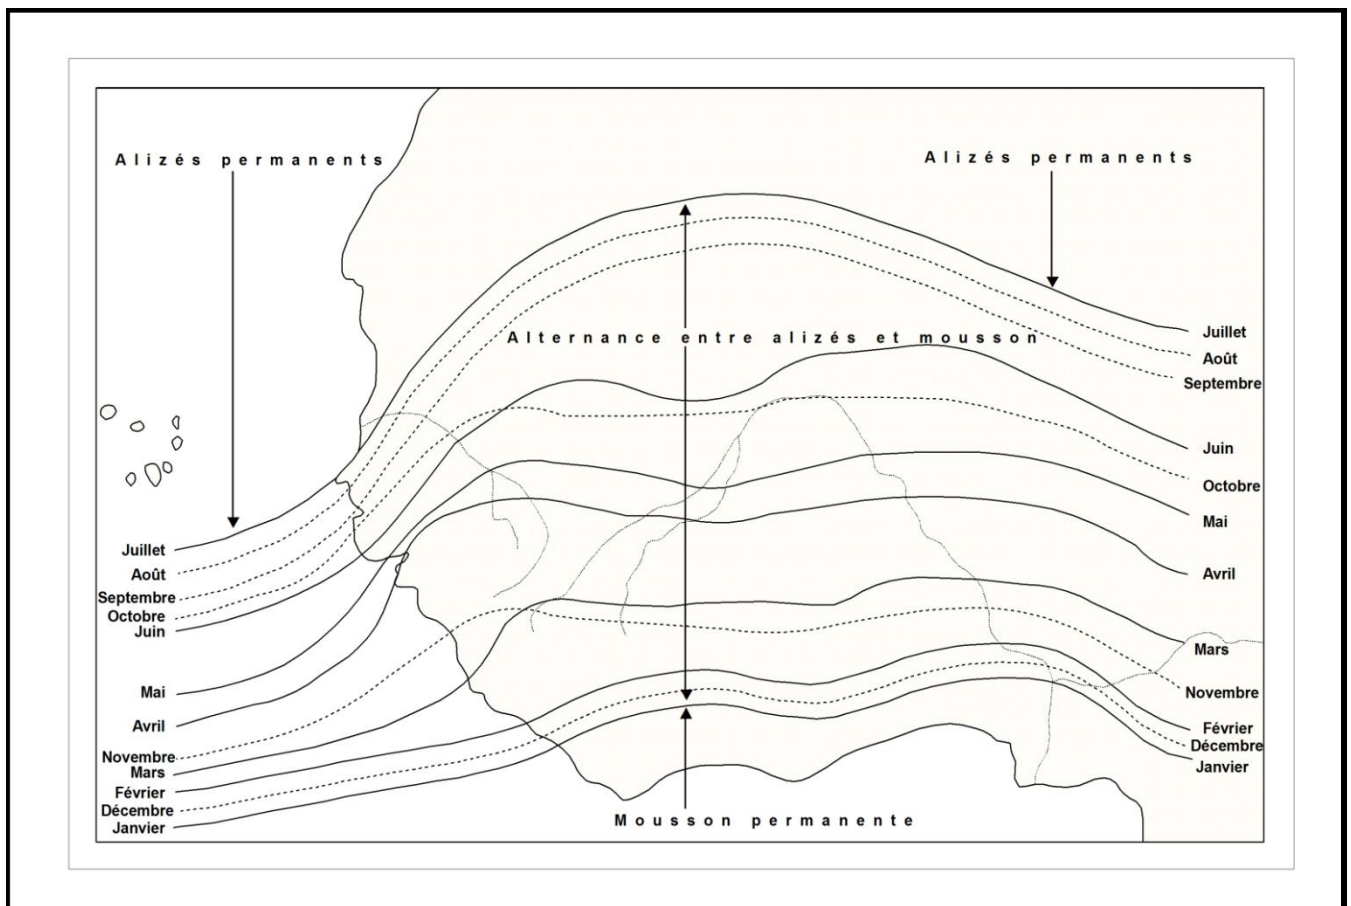 Alizés permanents
Alizés permanents
Alternance entre alizés et mousson
Juillet
Août
Septembre
Juin
Octobre
Mai
Avril
Mars
Novembre
Février
Décembre
Janvier
Juillet
Août
Septembre
Octobre
Juin
Mai
Avril
Novembre
Mars
Février
Décembre
Janvier
Mousson permanente